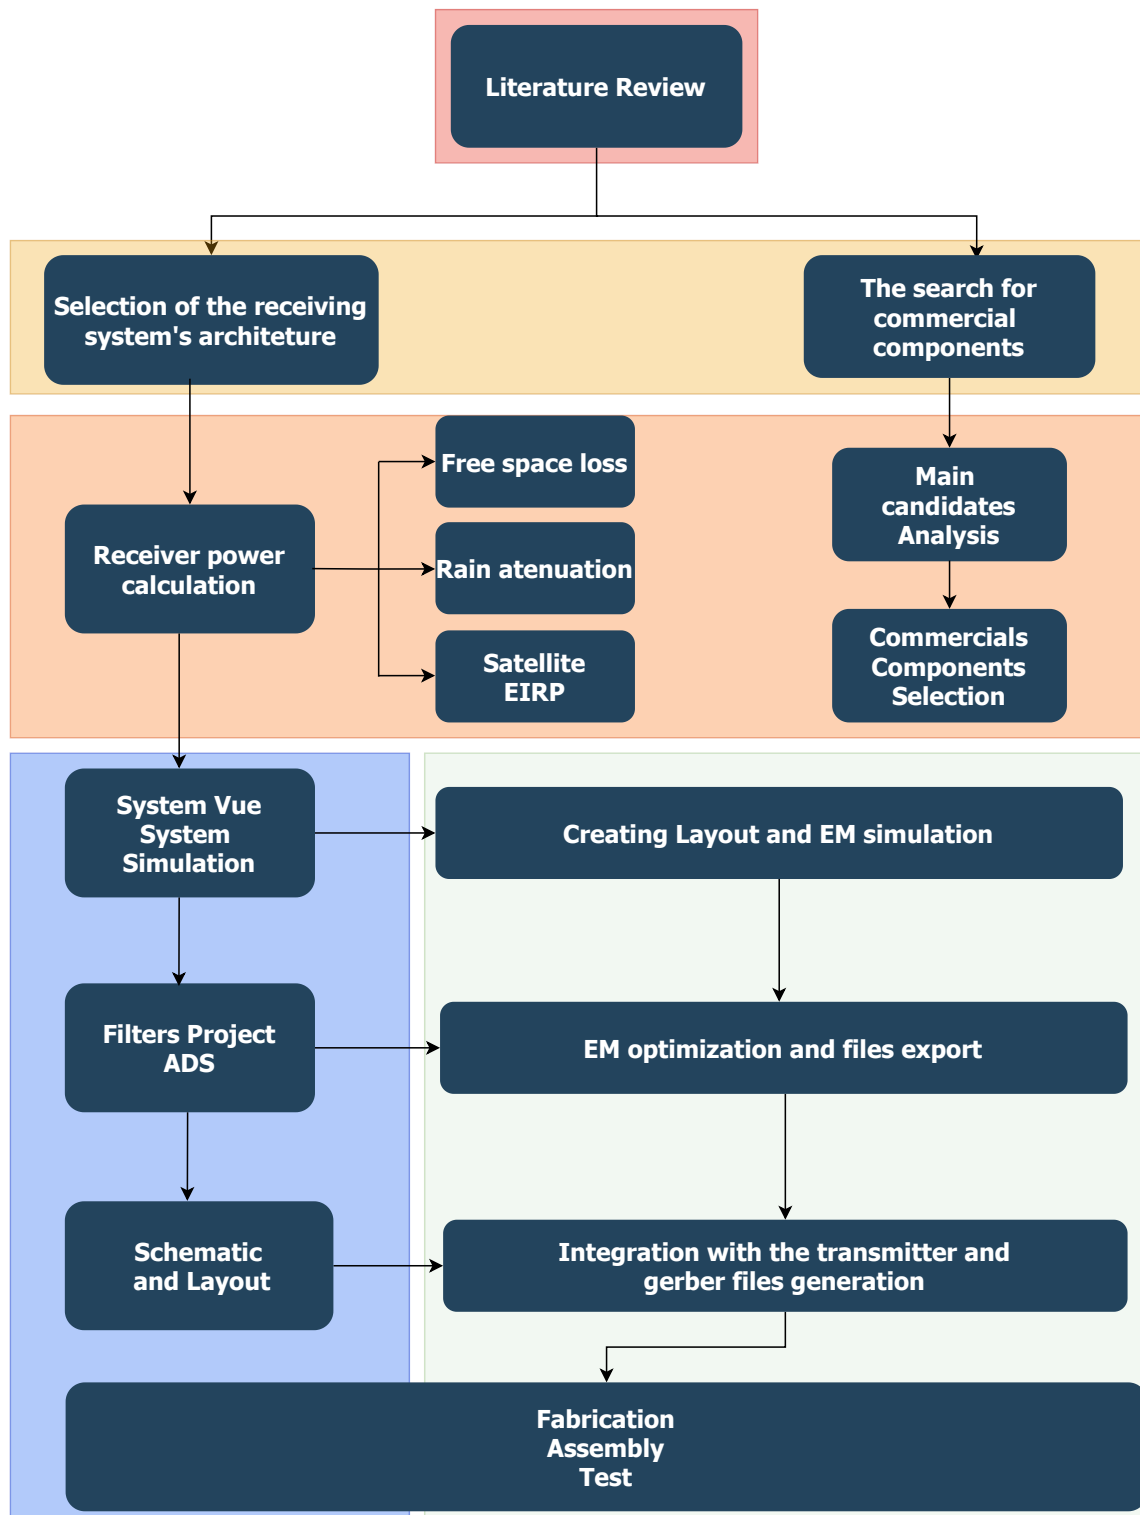 Literature Review
Selection of the receiving
system's architeture
The search for
commercial
components
Free space loss
Main
candidates
Analysis
Receiver power
calculation
Rain atenuation
Commercials
Components
Selection
Satellite
EIRP
System Vue
System
Simulation
Creating Layout and EM simulation
Filters Project
ADS
EM optimization and files export
Schematic
and Layout
Integration with the transmitter and
gerber files generation
Fabrication
Assembly
Test